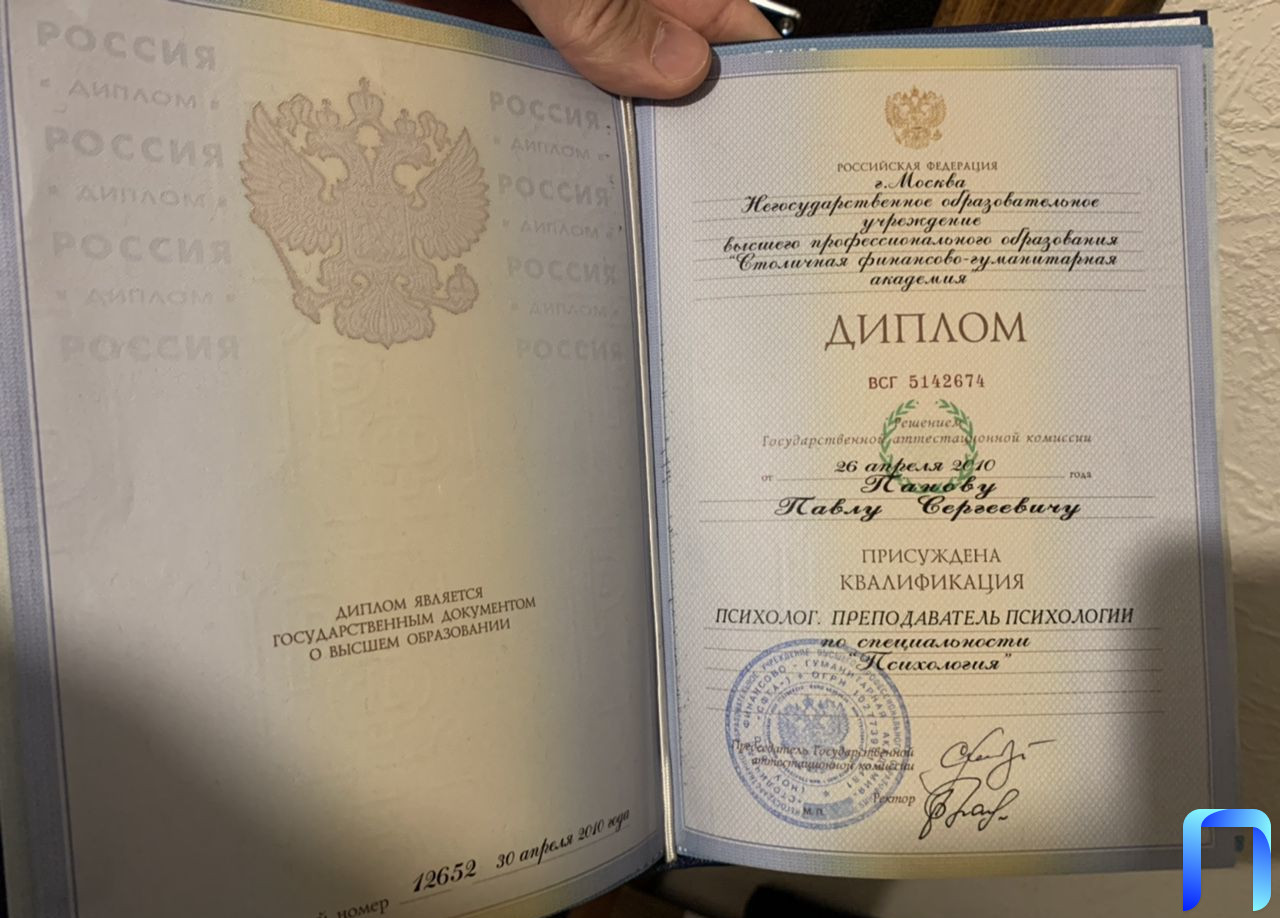 РОССИЯ
ДИПЛОМ
РОССИЯ
ДИПЛОМ
РОССИЯ
ДИПЛОМ
РОССИЯ
РОССИЯ
ДИПЛОМ
РОССИЯ
ДИПЛОМ
РОССИЯ
ДИПЛОМ
РОССИЯ
ДИПЛОМ ЯВЛЯЕТСЯ
ГОСУДАРСТВЕННЫМ ДОКУМЕНТОМ
О ВЫСШЕМ ОБРАЗОВАНИИ
номер 12652 30 апреля 2010 года
РОССИЙСКАЯ ФЕДЕРАЦИЯ
г.Москва
Негосударственное образовательное
учреждение
высшего профессионального образования
"Столичная финансово-гуманитарная
академия"
ДИПЛОМ
ВСГ 5142674
Решением
Государственной аттестационной комиссии
от 26 апреля 2010 года
Панову
Павлу Сергеевичу
ПРИСУЖДЕНА
КВАЛИФИКАЦИЯ
ПСИХОЛОГ. ПРЕПОДАВАТЕЛЬ ПСИХОЛОГИИ
по специальности
"Психология"
Председатель Государственной
аттестационной комиссии
Ректор
М.П.